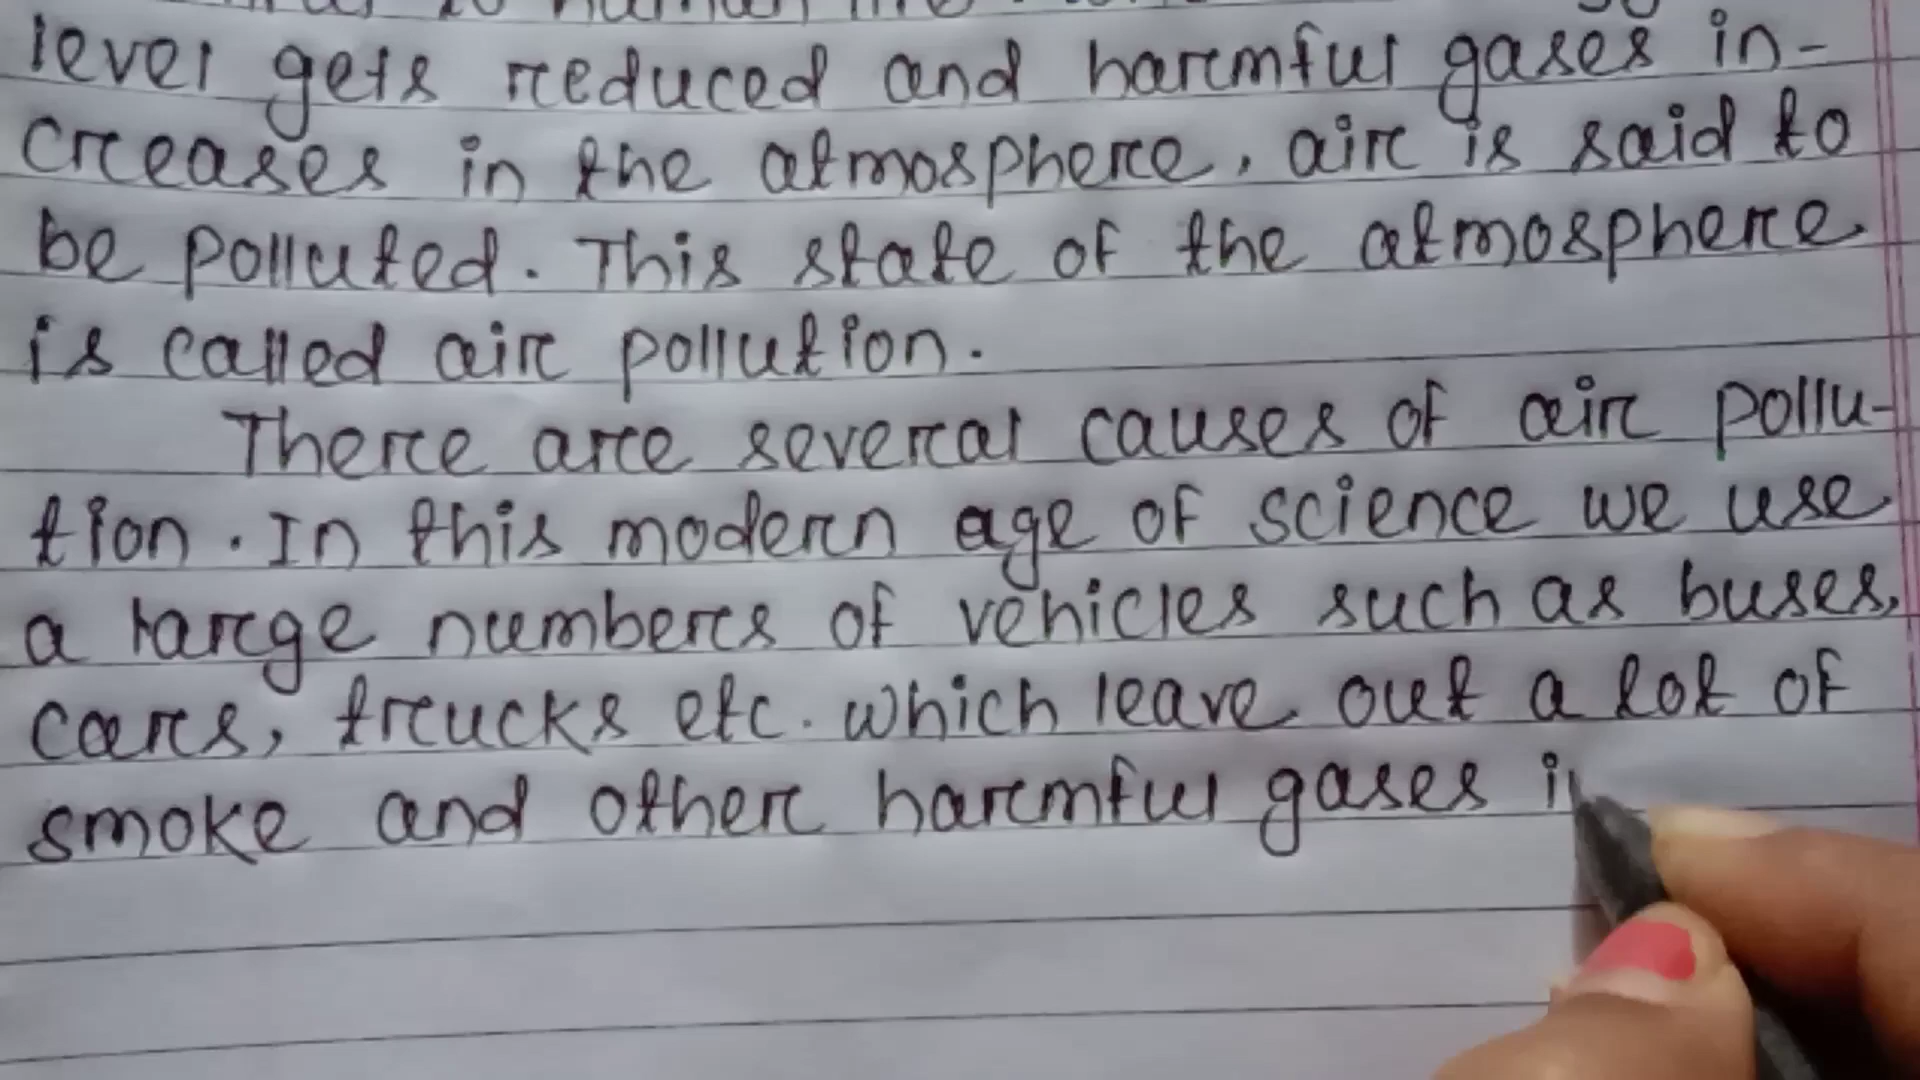 to human
level gets reduced and harmful gases in-
creases in the atmosphere, air is said to
be polluted. This state of the atmosphere
is called air pollution.
There are several causes of air pollu-
tion. In this modern age of science we use
a large numbers of vehicles such as buses,
cars, trucks etc. which leave out a lot of
smoke and other harmful gases i